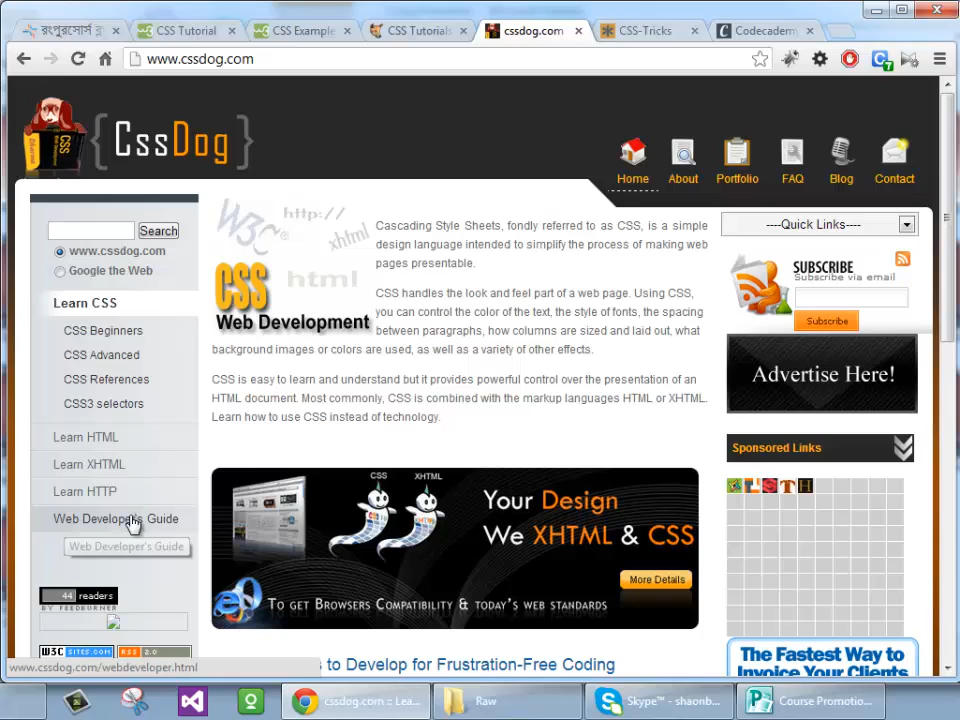 রংপুরসোর্স
CSS Tutorial
CSS Example
CSS Tutorials
cssdog.com
CSS-Tricks
Codecademy
www.cssdog.com
{CssDog}
Home
About
Portfolio
FAQ
Blog
Contact
Search
www.cssdog.com
Google the Web
Learn CSS
CSS Beginners
CSS Advanced
CSS References
CSS3 selectors
Learn HTML
Learn XHTML
Learn HTTP
Web Developer's Guide
Web Developer's Guide
44 readers
BY FEEDBURNER
W3C SITES.com
RSS 2.0
www.cssdog.com/webdeveloper.html
W3C
http://
xhtml
html
CSS
Web Development
Cascading Style Sheets, fondly referred to as CSS, is a simple
design language intended to simplify the process of making web
pages presentable.
CSS handles the look and feel part of a web page. Using CSS,
you can control the color of the text, the style of fonts, the spacing
between paragraphs, how columns are sized and laid out, what
background images or colors are used, as well as a variety of other effects.
CSS is easy to learn and understand but it provides powerful control over the presentation of an
HTML document. Most commonly, CSS is combined with the markup languages HTML or XHTML.
Learn how to use CSS instead of technology.
CSS
XHTML
Your Design
We XHTML & CSS
More Details
To get Browsers Compatibility & today's web standards
s to Develop for Frustration-Free Coding
----Quick Links----
SUBSCRIBE
Subscribe via email
Subscribe
Advertise Here!
Sponsored Links
The Fastest Way to
Invoice Your Clients
cssdog.com :: Lea...
Raw
Skype™ - shaonb...
Course Promotio...